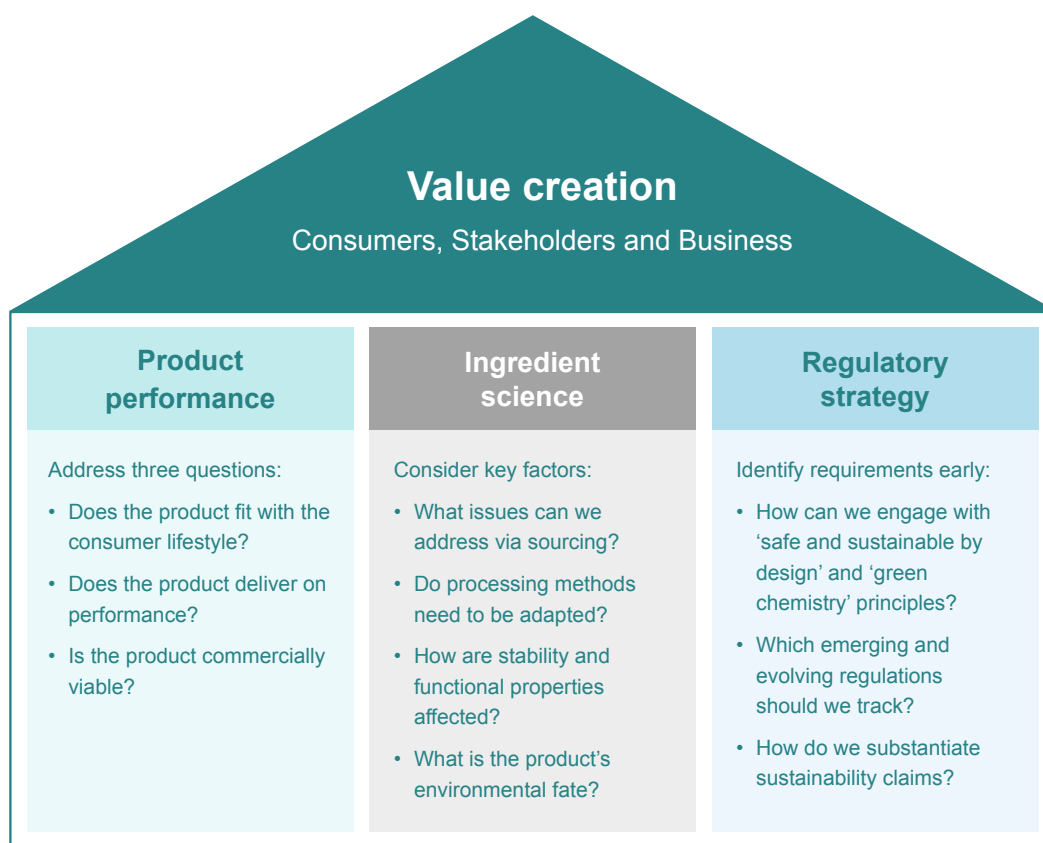 Value creation
Consumers, Stakeholders and Business
Product
performance
Address three questions:
• Does the product fit with the
consumer lifestyle?
• Does the product deliver on
performance?
• Is the product commercially
viable?
Ingredient
science
Consider key factors:
• What issues can we
address via sourcing?
• Do processing methods
need to be adapted?
• How are stability and
functional properties
affected?
• What is the product’s
environmental fate?
Regulatory
strategy
Identify requirements early:
• How can we engage with
‘safe and sustainable by
design’ and ‘green
chemistry’ principles?
• Which emerging and
evolving regulations
should we track?
• How do we substantiate
sustainability claims?